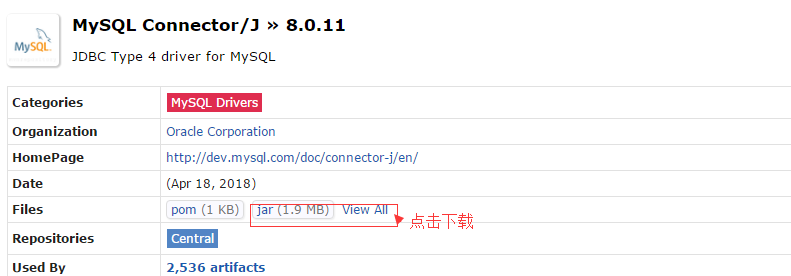 MySQL Connector/J » 8.0.11
MySQL
JDBC Type 4 driver for MySQL
Categories MySQL Drivers
Organization Oracle Corporation
HomePage http://dev.mysql.com/doc/connector-j/en/
Date (Apr 18, 2018)
Files pom (1 KB) jar (1.9 MB) View All 点击下载
Repositories Central
Used By 2,536 artifacts